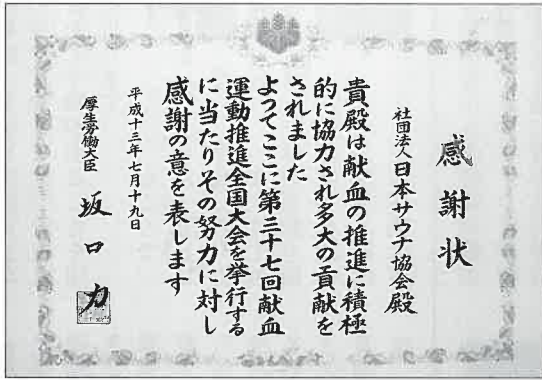 感謝状
社団法人日本サウナ協会殿
貴殿は献血の推進に積極
的に協力され多大の貢献を
されました
よってここに第三十七回献血
運動推進全国大会を挙行する
に当たりその努力に対し
感謝の意を表します
平成十三年七月十九日
厚生労働大臣 坂口力